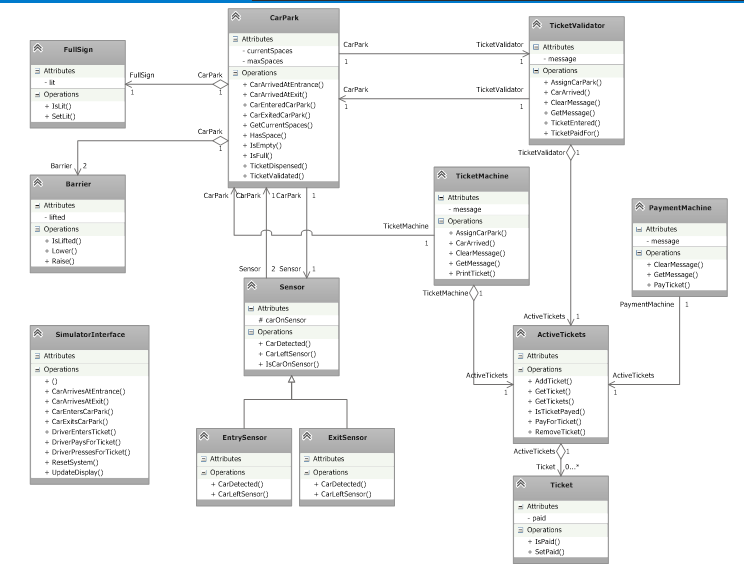 CarPark
Attributes
- currentSpaces
- maxSpaces
Operations
+ CarArrivedAtEntrance()
+ CarArrivedAtExit()
+ CarEnteredCarPark()
+ CarExitedCarPark()
+ GetCurrentSpaces()
+ HasSpace()
+ IsEmpty()
+ IsFull()
+ TicketDispensed()
+ TicketValidated()
FullSign
Attributes
- lit
Operations
+ IsLit()
+ SetLit()
FullSign
1
CarPark
1
CarPark
1
Barrier
2
Barrier
Attributes
- lifted
Operations
+ IsLifted()
+ Lower()
+ Raise()
CarPark
1
TicketValidator
1
CarPark
1
TicketValidator
1
TicketValidator
Attributes
- message
Operations
+ AssignCarPark()
+ CarArrived()
+ ClearMessage()
+ GetMessage()
+ TicketEntered()
+ TicketPaidFor()
TicketValidator
1
TicketMachine
Attributes
- message
Operations
+ AssignCarPark()
+ CarArrived()
+ ClearMessage()
+ GetMessage()
+ PrintTicket()
PaymentMachine
Attributes
- message
Operations
+ ClearMessage()
+ GetMessage()
+ PayTicket()
CarPark
CarPark
1
CarPark
1
TicketMachine
1
Sensor
2
Sensor
1
Sensor
Attributes
# carOnSensor
Operations
+ CarDetected()
+ CarLeftSensor()
+ IsCarOnSensor()
TicketMachine
1
PaymentMachine
1
ActiveTickets
1
ActiveTickets
1
ActiveTickets
1
SimulatorInterface
Attributes
Operations
+ ()
+ CarArrivesAtEntrance()
+ CarArrivesAtExit()
+ CarEntersCarPark()
+ CarExitsCarPark()
+ DriverEntersTicket()
+ DriverPaysForTicket()
+ DriverPressesForTicket()
+ ResetSystem()
+ UpdateDisplay()
ActiveTickets
Attributes
Operations
+ AddTicket()
+ GetTicket()
+ GetTickets()
+ IsTicketPayed()
+ PayForTicket()
+ RemoveTicket()
EntrySensor
Attributes
Operations
+ CarDetected()
+ CarLeftSensor()
ExitSensor
Attributes
Operations
+ CarDetected()
+ CarLeftSensor()
ActiveTickets
1
Ticket
0...*
Ticket
Attributes
- paid
Operations
+ IsPaid()
+ SetPaid()